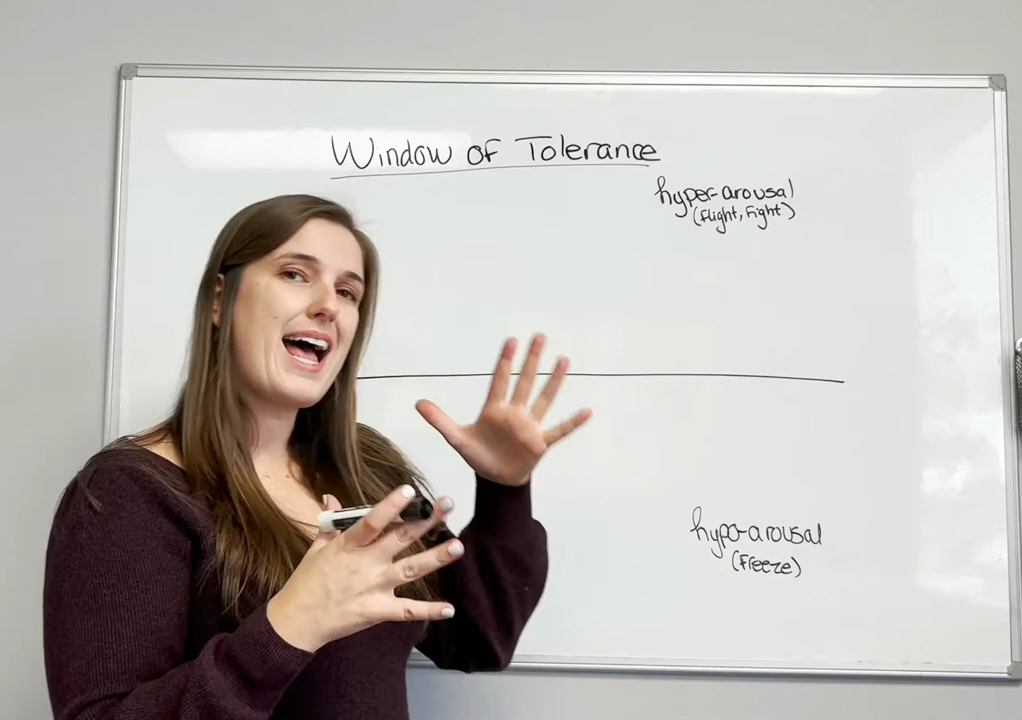 Window of Tolerance
hyper-arousal
(flight, Fight)
hypo-arousal
(Freeze)